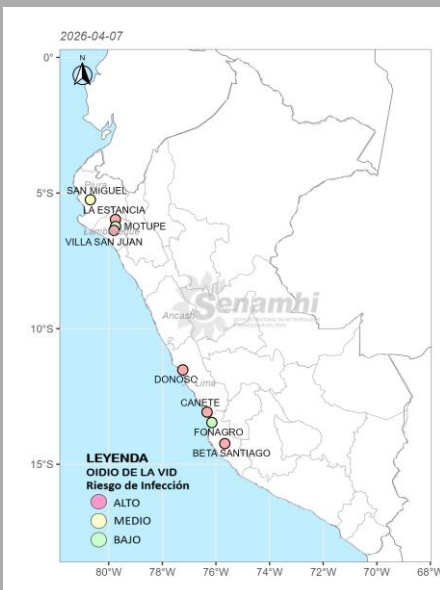 2026-04-07
N
0°
5°S
10°S
15°S
Piura
SAN MIGUEL
LA ESTANCIA
MOTUPE
Lambayeque
VILLA SAN JUAN
Senamhi
Ancash
DONOSO
Lima
CANETE
FONAGRO
BETA SANTIAGO
LEYENDA
OIDIO DE LA VID
Riesgo de Infección
ALTO
MEDIO
BAJO
80°W 78°W 76°W 74°W 72°W 70°W 68°W